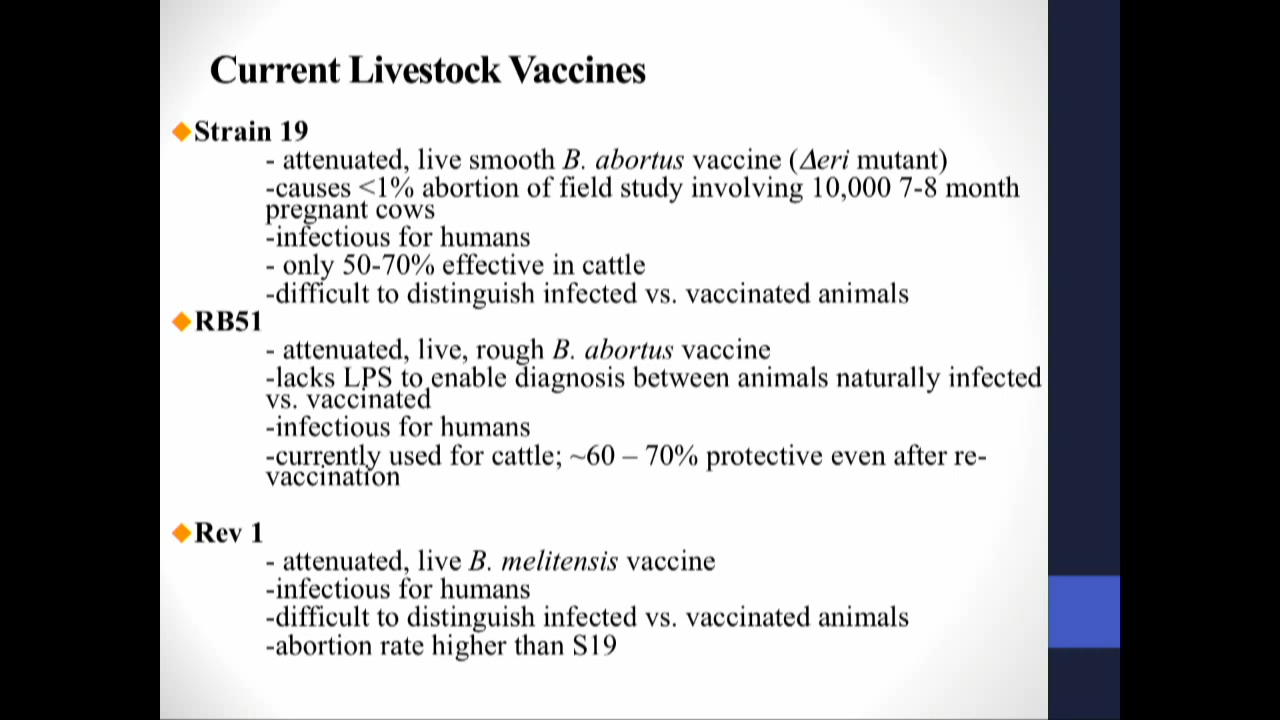 Current Livestock Vaccines
Strain 19
- attenuated, live smooth B. abortus vaccine (Δeri mutant)
-causes <1% abortion of field study involving 10,000 7-8 month
pregnant cows
-infectious for humans
- only 50-70% effective in cattle
-difficult to distinguish infected vs. vaccinated animals
RB51
- attenuated, live, rough B. abortus vaccine
-lacks LPS to enable diagnosis between animals naturally infected
vs. vaccinated
-infectious for humans
-currently used for cattle; ~60 – 70% protective even after re-
vaccination
Rev 1
- attenuated, live B. melitensis vaccine
-infectious for humans
-difficult to distinguish infected vs. vaccinated animals
-abortion rate higher than S19